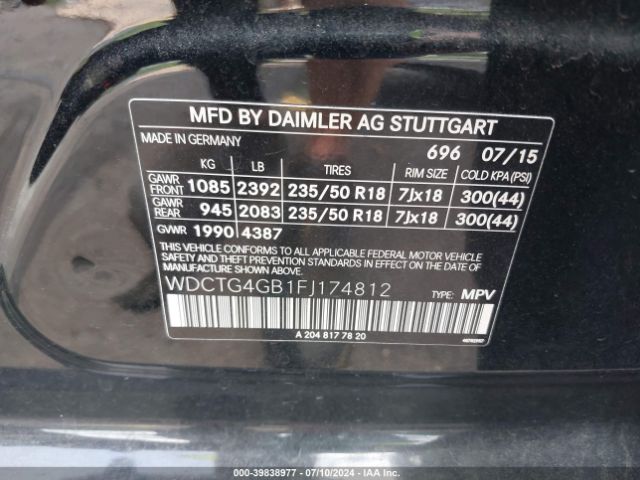 MFD BY DAIMLER AG STUTTGART
MADE IN GERMANY
696 07/15
KG LB TIRES RIM SIZE COLD KPA (PSI)
GAWR FRONT 1085 2392 235/50 R18 7Jx18 300(44)
GAWR REAR 945 2083 235/50 R18 7Jx18 300(44)
GVWR 1990 4387
THIS VEHICLE CONFORMS TO ALL APPLICABLE FEDERAL MOTOR VEHICLE
SAFETY AND THEFT PREVENTION STANDARDS IN EFFECT ON THE DATE
OF MANUFACTURE SHOWN ABOVE.
WDCTG4GB1FJ174812 TYPE: MPV
A 204 817 78 20
000-39838977 - 07/10/2024 - IAA Inc.